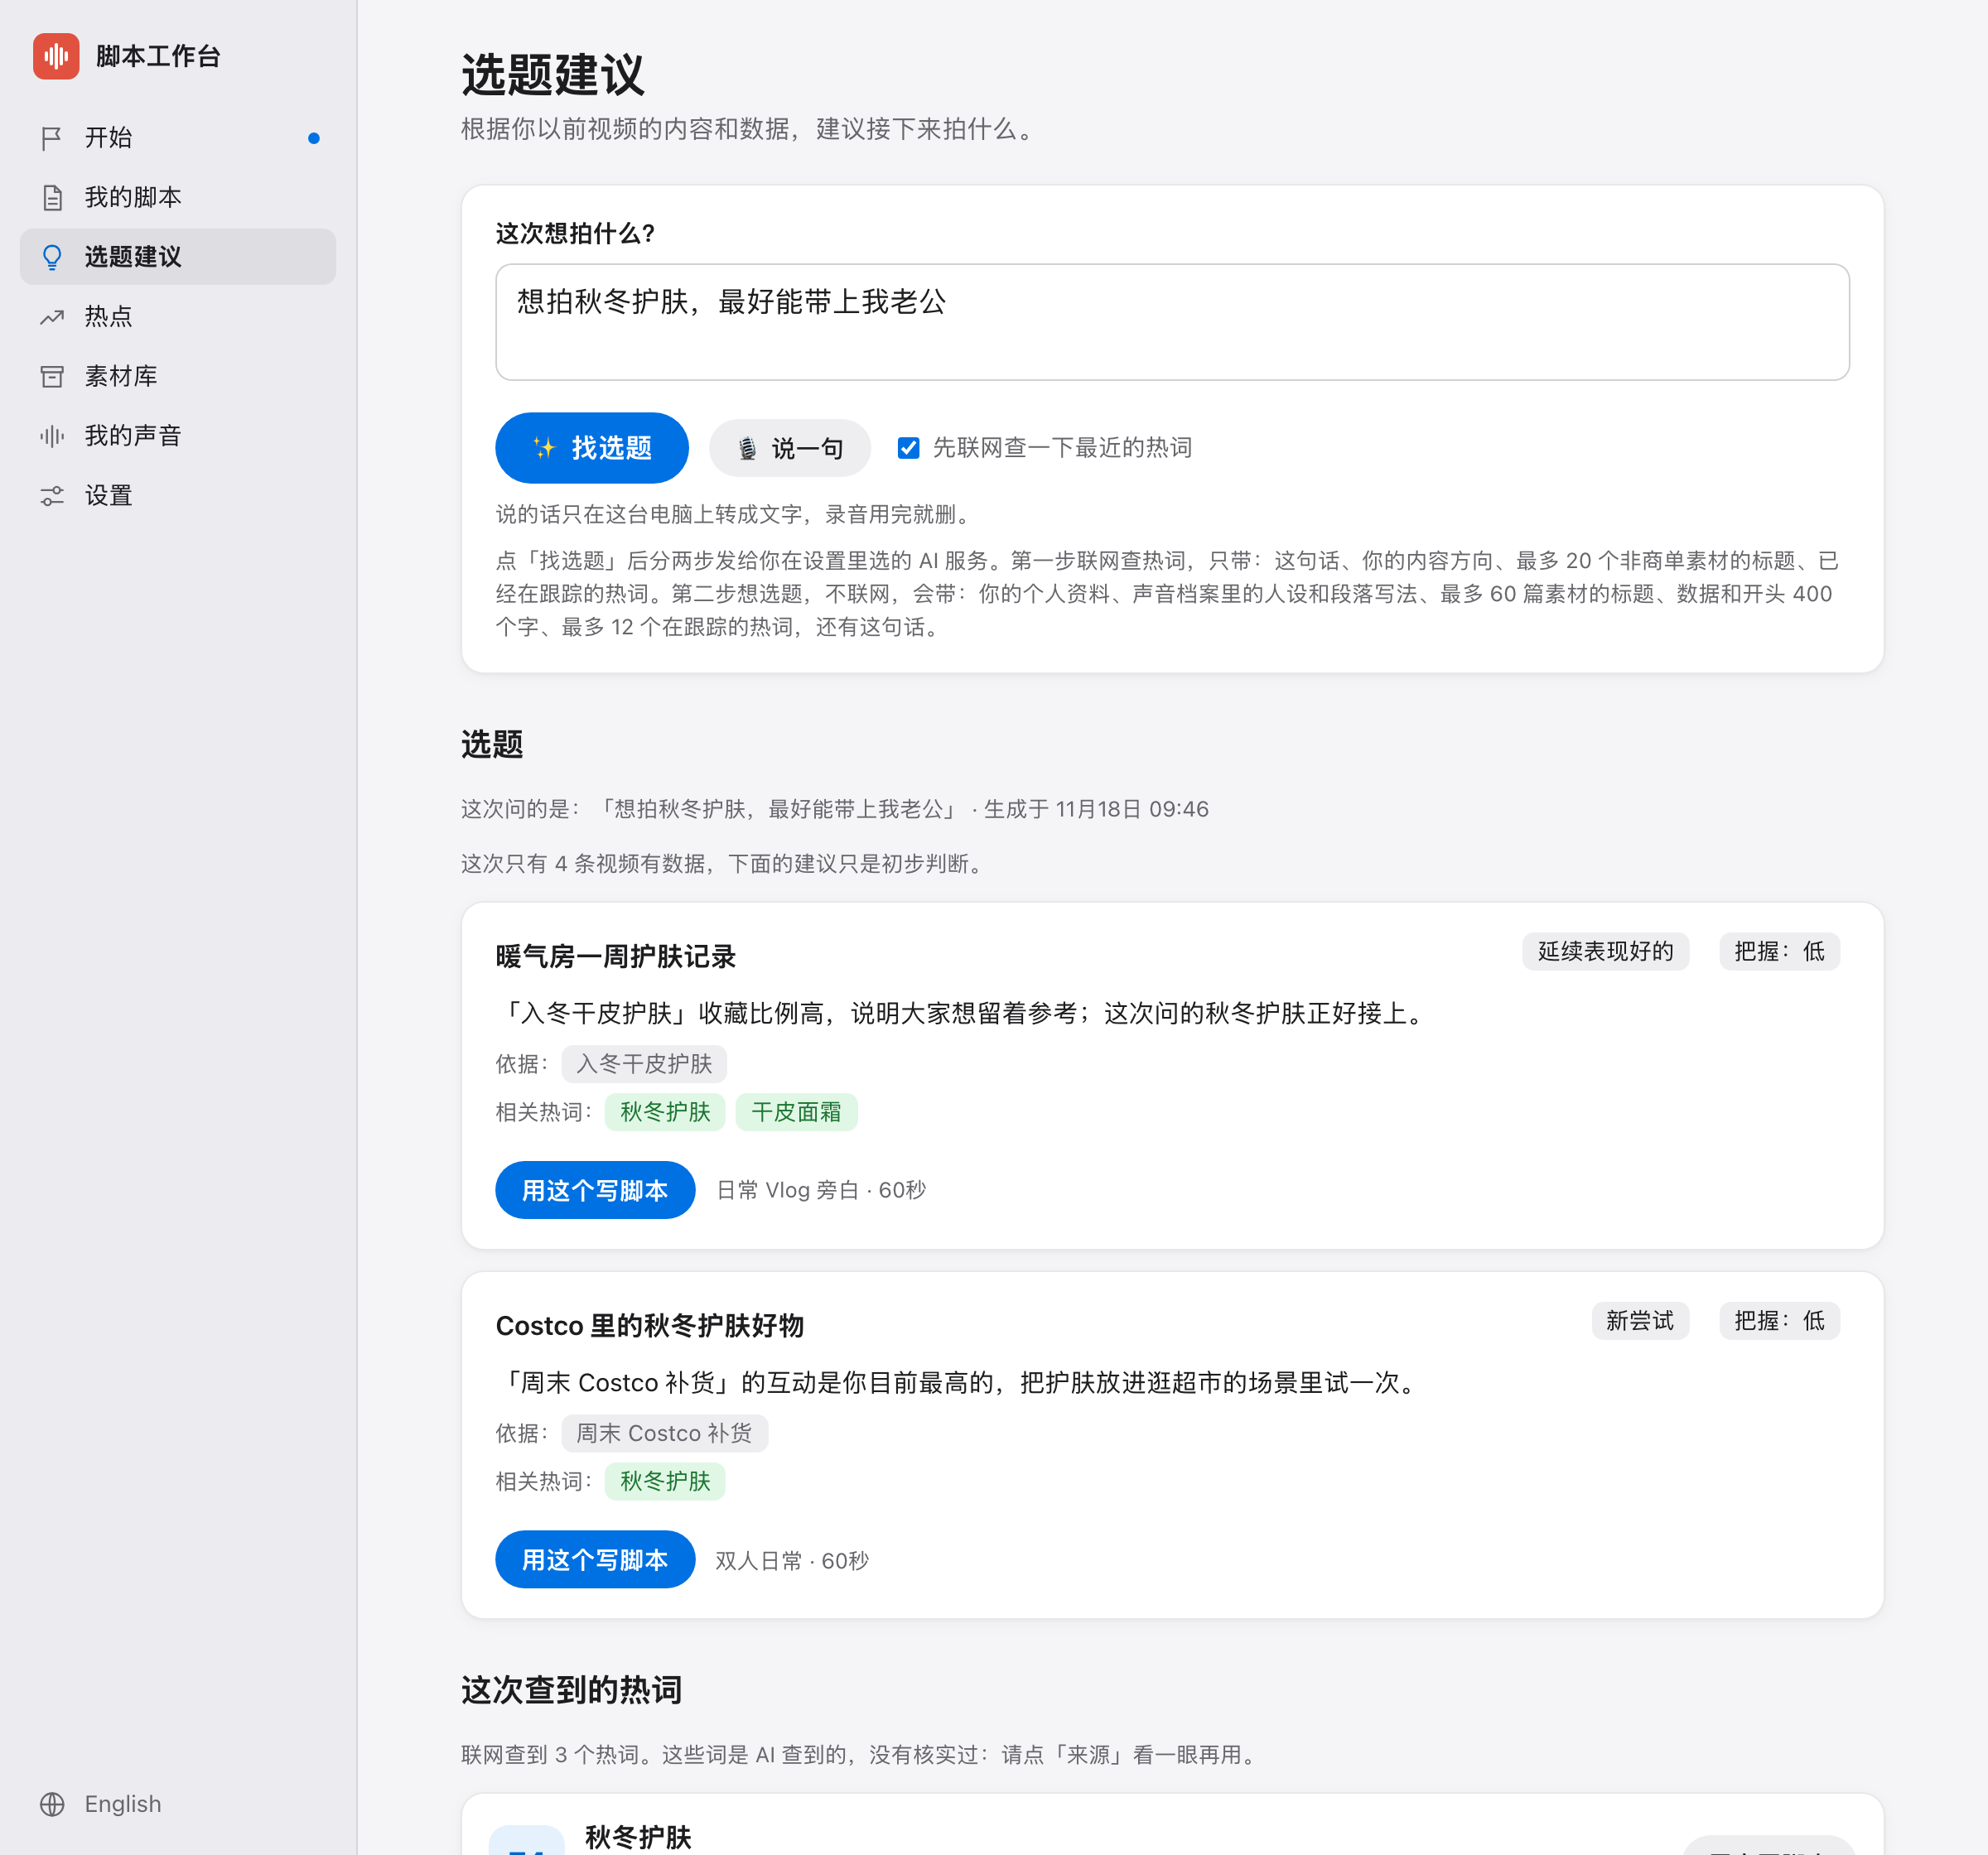 脚本工作台
开始
我的脚本
选题建议
热点
素材库
我的声音
设置
English
选题建议
根据你以前视频的内容和数据，建议接下来拍什么。
这次想拍什么?
想拍秋冬护肤，最好能带上我老公
✨ 找选题
🎙️ 说一句
先联网查一下最近的热词
说的话只在这台电脑上转成文字，录音用完就删。
点「找选题」后分两步发给你在设置里选的 AI 服务。第一步联网查热词，只带：这句话、你的内容方向、最多 20 个非商单素材的标题、已
经在跟踪的热词。第二步想选题，不联网，会带：你的个人资料、声音档案里的人设和段落写法、最多 60 篇素材的标题、数据和开头 400
个字、最多 12 个在跟踪的热词，还有这句话。
选题
这次问的是：「想拍秋冬护肤，最好能带上我老公」 · 生成于 11月18日 09:46
这次只有 4 条视频有数据，下面的建议只是初步判断。
暖气房一周护肤记录
延续表现好的
把握：低
「入冬干皮护肤」收藏比例高，说明大家想留着参考；这次问的秋冬护肤正好接上。
依据： 入冬干皮护肤
相关热词： 秋冬护肤 干皮面霜
用这个写脚本 日常 Vlog 旁白 · 60秒
Costco 里的秋冬护肤好物
新尝试
把握：低
「周末 Costco 补货」的互动是你目前最高的，把护肤放进逛超市的场景里试一次。
依据： 周末 Costco 补货
相关热词： 秋冬护肤
用这个写脚本 双人日常 · 60秒
这次查到的热词
联网查到 3 个热词。这些词是 AI 查到的，没有核实过：请点「来源」看一眼再用。
秋冬护肤